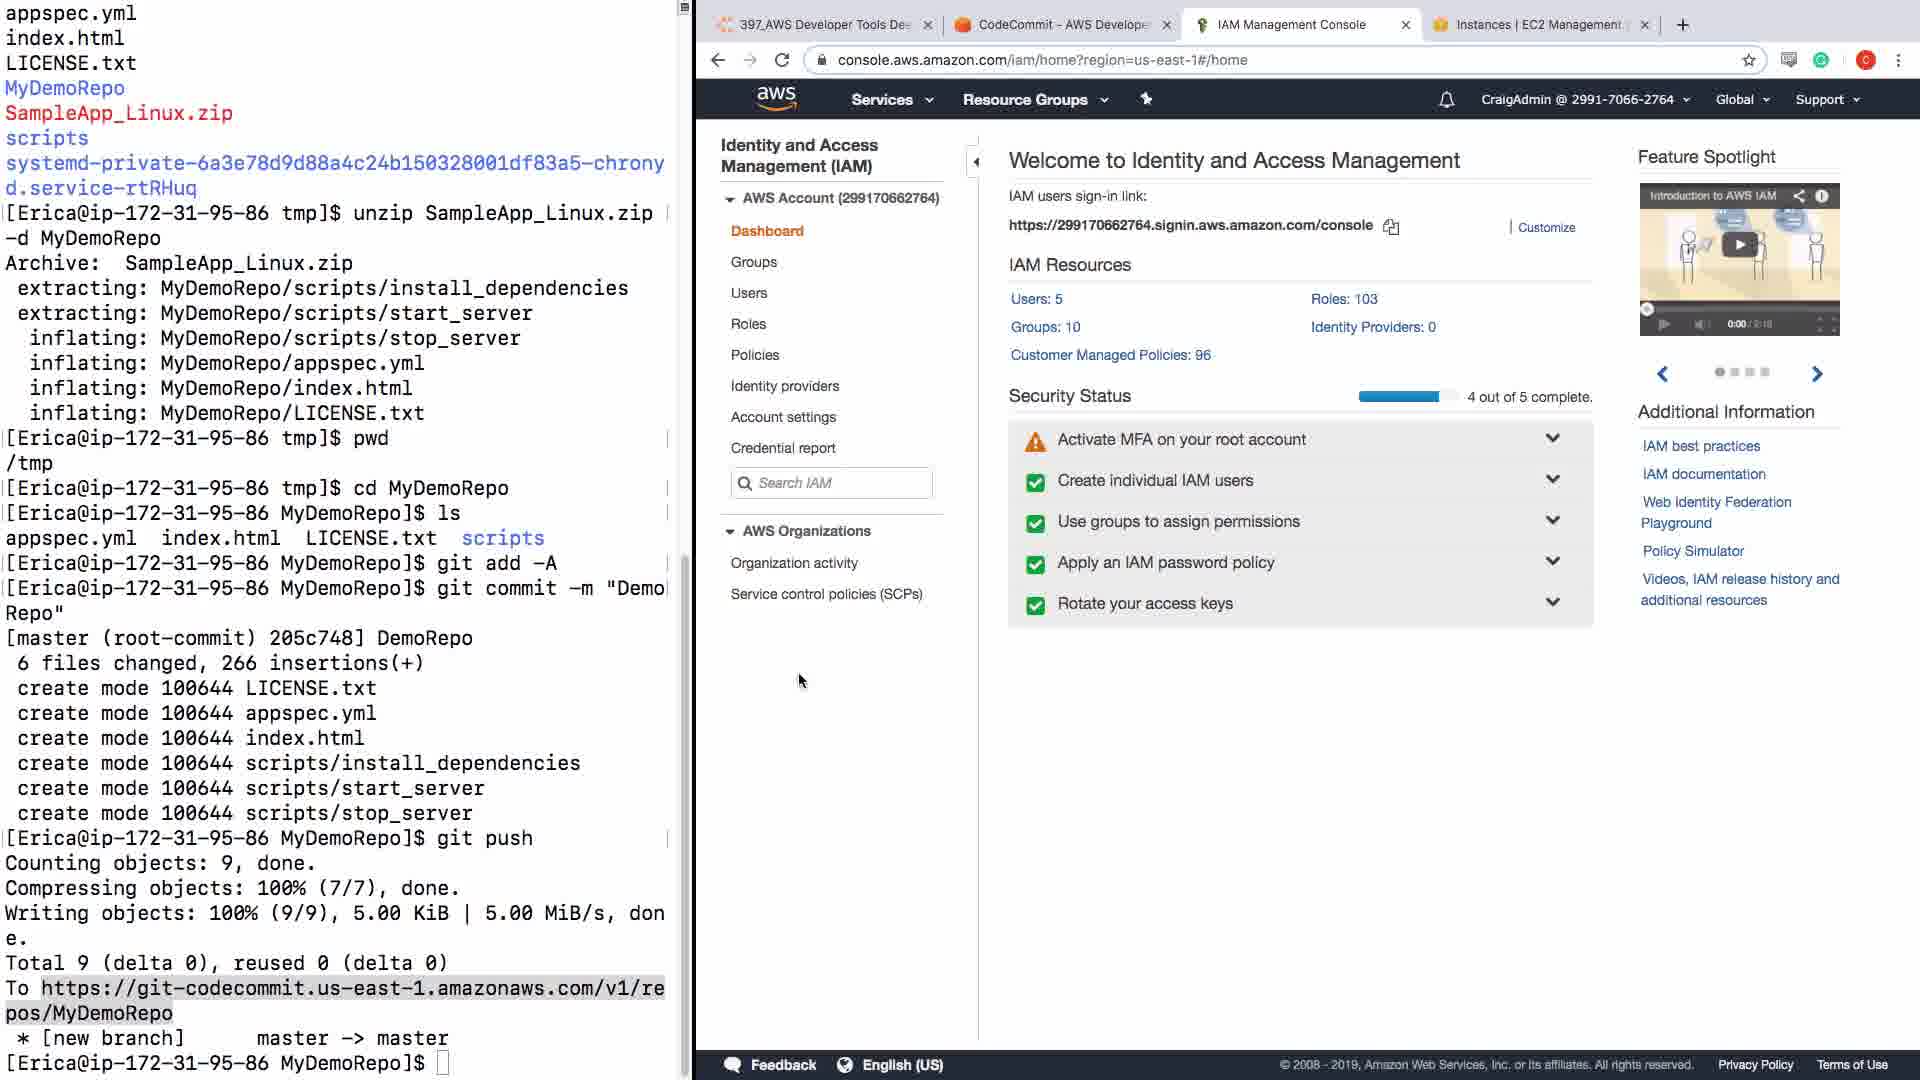 appspec.yml
index.html
LICENSE.txt
MyDemoRepo
SampleApp_Linux.zip
scripts
systemd-private-6a3e78d9d88a4c24b150328001df83a5-chrony
d.service-rtRHuq
[Erica@ip-172-31-95-86 tmp]$ unzip SampleApp_Linux.zip
-d MyDemoRepo
Archive:  SampleApp_Linux.zip
 extracting: MyDemoRepo/scripts/install_dependencies
 extracting: MyDemoRepo/scripts/start_server
  inflating: MyDemoRepo/scripts/stop_server
  inflating: MyDemoRepo/appspec.yml
  inflating: MyDemoRepo/index.html
  inflating: MyDemoRepo/LICENSE.txt
[Erica@ip-172-31-95-86 tmp]$ pwd
/tmp
[Erica@ip-172-31-95-86 tmp]$ cd MyDemoRepo
[Erica@ip-172-31-95-86 MyDemoRepo]$ ls
appspec.yml  index.html  LICENSE.txt  scripts
[Erica@ip-172-31-95-86 MyDemoRepo]$ git add -A
[Erica@ip-172-31-95-86 MyDemoRepo]$ git commit -m "Demo
Repo"
[master (root-commit) 205c748] DemoRepo
 6 files changed, 266 insertions(+)
 create mode 100644 LICENSE.txt
 create mode 100644 appspec.yml
 create mode 100644 index.html
 create mode 100644 scripts/install_dependencies
 create mode 100644 scripts/start_server
 create mode 100644 scripts/stop_server
[Erica@ip-172-31-95-86 MyDemoRepo]$ git push
Counting objects: 9, done.
Compressing objects: 100% (7/7), done.
Writing objects: 100% (9/9), 5.00 KiB | 5.00 MiB/s, don
e.
Total 9 (delta 0), reused 0 (delta 0)
To https://git-codecommit.us-east-1.amazonaws.com/v1/re
pos/MyDemoRepo
 * [new branch]      master -> master
[Erica@ip-172-31-95-86 MyDemoRepo]$
397_AWS Developer Tools Dee
CodeCommit - AWS Develope
IAM Management Console
Instances | EC2 Management
console.aws.amazon.com/iam/home?region=us-east-1#/home
C
aws
Services
Resource Groups
CraigAdmin @ 2991-7066-2764
Global
Support
Identity and Access
Management (IAM)
AWS Account (299170662764)
Dashboard
Groups
Users
Roles
Policies
Identity providers
Account settings
Credential report
Search IAM
AWS Organizations
Organization activity
Service control policies (SCPs)
Welcome to Identity and Access Management
IAM users sign-in link:
https://299170662764.signin.aws.amazon.com/console
Customize
IAM Resources
Users: 5
Roles: 103
Groups: 10
Identity Providers: 0
Customer Managed Policies: 96
Security Status
4 out of 5 complete.
Activate MFA on your root account
Create individual IAM users
Use groups to assign permissions
Apply an IAM password policy
Rotate your access keys
Feature Spotlight
Introduction to AWS IAM
0:00 / 2:18
Additional Information
IAM best practices
IAM documentation
Web Identity Federation
Playground
Policy Simulator
Videos, IAM release history and
additional resources
Feedback
English (US)
© 2008 - 2019, Amazon Web Services, Inc. or its affiliates. All rights reserved.
Privacy Policy
Terms of Use